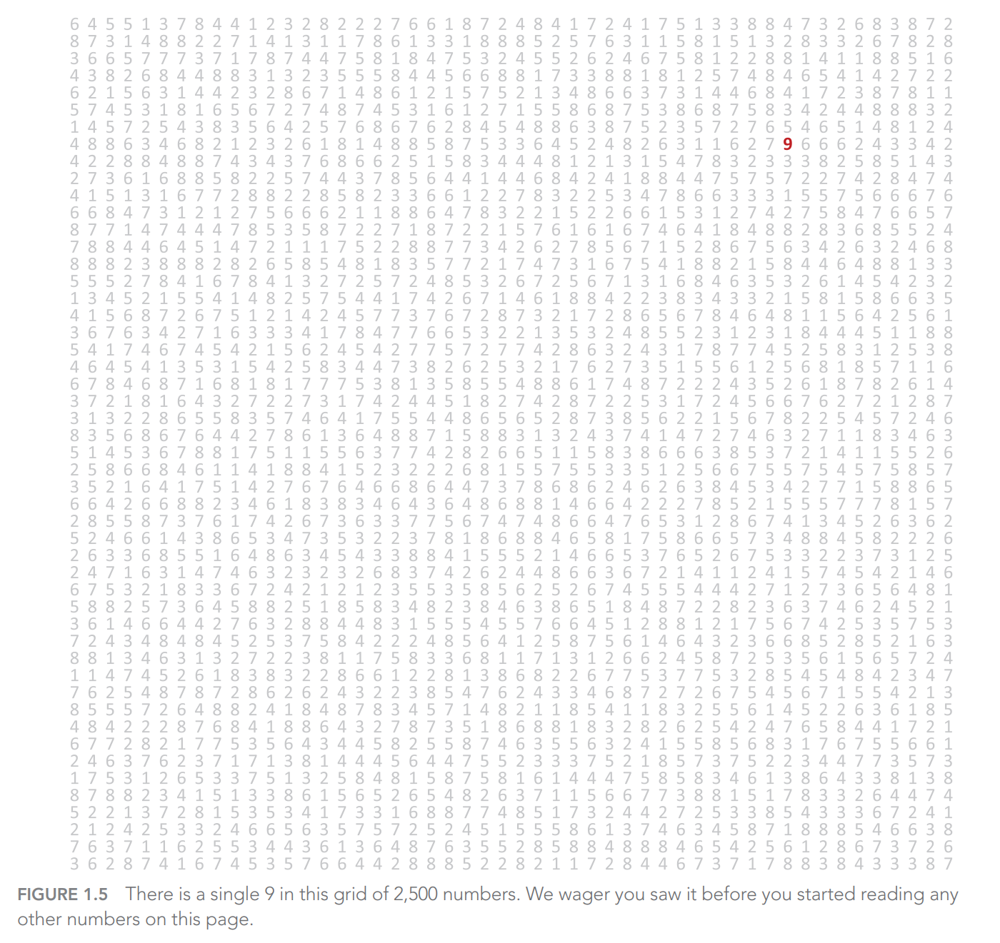 6 4 5 5 1 3 7 8 4 4 1 2 3 2 8 2 2 2 7 6 6 1 8 7 2 4 8 4 1 7 2 4 1 7 5 1 3 3 8 8 4 7 3 2 6 8 3 8 7 2
8 7 3 1 4 8 8 2 2 7 1 4 1 3 1 1 7 8 6 1 3 3 1 8 8 8 5 2 5 7 6 3 1 1 5 8 1 5 1 3 2 8 3 3 2 6 7 8 2 8
3 6 6 5 7 7 7 3 7 1 7 8 7 4 4 7 5 8 1 8 4 7 5 3 2 4 5 5 2 6 2 4 6 7 5 8 1 2 2 8 8 1 4 1 1 8 8 5 1 6
4 3 8 2 6 8 4 4 8 8 3 1 3 2 3 5 5 5 8 4 4 5 6 6 8 8 1 7 3 3 8 8 1 8 1 2 5 7 4 8 4 6 5 4 1 4 2 7 2 2
6 2 1 5 6 3 1 4 4 2 3 2 8 6 7 1 4 8 6 1 2 1 5 7 5 2 1 3 4 8 6 6 3 7 3 1 4 4 6 8 4 1 7 2 3 8 7 8 1 1
5 7 4 5 3 1 8 1 6 5 6 7 2 7 4 8 7 4 5 3 1 6 1 2 7 1 5 5 8 6 8 7 5 3 8 6 8 7 5 8 3 4 2 4 4 8 8 8 3 2
1 4 5 7 2 5 4 3 8 3 5 6 4 2 5 7 6 8 6 7 6 2 8 4 5 4 8 8 6 3 8 7 5 2 3 5 7 2 7 6 5 4 6 5 1 4 8 1 2 4
4 8 8 6 3 4 6 8 2 1 2 3 2 6 1 8 1 4 8 8 5 8 7 5 3 3 6 4 5 2 4 8 2 6 3 1 1 6 2 7 9 6 6 6 2 4 3 3 4 2
4 2 2 8 8 4 8 8 7 4 3 4 3 7 6 8 6 6 2 5 1 5 8 3 4 4 4 8 1 2 1 3 1 5 4 7 8 3 2 3 3 3 8 2 5 8 5 1 4 3
2 7 3 6 1 6 8 8 5 8 2 2 5 7 4 4 3 7 8 5 6 4 4 1 4 4 6 8 4 2 4 1 8 8 4 4 7 5 7 5 7 2 2 7 4 2 8 4 7 4
4 1 5 1 3 1 6 7 7 2 8 8 2 2 8 5 8 2 3 3 6 6 1 2 2 7 8 3 2 2 5 3 4 7 8 6 6 3 3 3 1 5 5 7 5 6 6 6 7 6
6 6 8 4 7 3 1 2 1 2 7 5 6 6 6 2 1 1 8 8 6 4 7 8 3 2 2 1 5 2 2 6 6 1 5 3 1 2 7 4 2 7 5 8 4 7 6 6 5 7
8 7 7 1 4 7 4 4 4 7 8 5 3 5 8 7 2 2 7 1 8 7 2 2 1 5 7 6 1 6 1 6 7 4 6 4 1 8 4 8 8 2 8 3 6 8 5 5 2 4
7 8 8 4 4 6 4 5 1 4 7 2 1 1 1 7 5 2 2 8 8 7 7 3 4 2 6 2 7 8 5 6 7 1 5 2 8 6 7 5 6 3 4 2 6 3 2 4 6 8
8 8 8 2 3 8 8 8 2 8 2 6 5 8 5 4 8 1 8 3 5 7 7 2 1 7 4 7 3 1 6 7 5 4 1 8 8 2 1 5 8 4 4 6 4 8 8 1 3 3
5 5 5 2 7 8 4 1 6 7 8 4 1 3 2 7 2 5 7 2 4 8 5 3 2 6 7 2 5 6 7 1 3 1 6 8 4 6 3 5 3 2 6 1 4 5 4 2 3 2
1 3 4 5 2 1 5 5 4 1 4 8 2 5 7 5 4 4 1 7 4 2 6 7 1 4 6 1 8 8 4 2 2 3 8 3 4 3 3 2 1 5 8 1 5 8 6 6 3 5
4 1 5 6 8 7 2 6 7 5 1 2 1 4 2 4 5 7 7 3 7 6 7 2 8 7 3 2 1 7 2 8 6 5 6 7 8 4 6 4 8 1 1 5 6 4 2 5 6 1
3 6 7 6 3 4 2 7 1 6 3 3 3 4 1 7 8 4 7 7 6 6 5 3 2 2 1 3 5 3 2 4 8 5 5 2 3 1 2 3 1 8 4 4 4 5 1 1 8 8
5 4 1 7 4 6 7 4 5 4 2 1 5 6 2 4 5 4 2 7 7 5 7 2 7 7 4 2 8 6 3 2 4 3 1 7 8 7 7 4 5 2 5 8 3 1 2 5 3 8
4 6 4 5 4 1 3 5 3 1 5 4 2 5 8 3 4 4 7 3 8 2 6 2 5 3 2 1 7 6 2 7 3 5 1 5 5 6 1 2 5 6 8 1 8 5 7 1 1 6
6 7 8 4 6 8 7 1 6 8 1 8 1 7 7 7 5 3 8 1 3 5 8 5 5 4 8 8 6 1 7 4 8 7 2 2 2 4 3 5 2 6 1 8 7 8 2 6 1 4
3 7 2 1 8 1 6 4 3 2 7 2 2 7 3 1 7 4 2 4 4 5 1 8 2 7 4 2 8 7 2 2 5 3 1 7 2 4 5 6 6 7 6 2 7 2 1 2 8 7
3 1 3 2 2 8 6 5 5 8 3 5 7 4 6 4 1 7 5 5 4 4 8 6 5 6 5 2 8 7 3 8 5 6 2 2 1 5 6 7 8 2 2 5 4 5 7 2 4 6
8 3 5 6 8 6 7 6 4 4 2 7 8 6 1 3 6 4 8 8 7 1 5 8 8 3 1 3 2 4 3 7 4 1 4 7 2 7 4 6 3 2 7 1 1 8 3 4 6 3
5 1 4 5 3 6 7 8 8 1 7 5 1 1 5 5 6 3 7 7 4 2 8 2 6 6 5 1 1 5 8 3 8 6 6 6 3 8 5 3 7 2 1 4 1 1 5 5 2 6
2 5 8 6 6 8 4 6 1 1 4 1 8 8 4 1 5 2 3 2 2 2 6 8 1 5 5 7 5 5 3 3 5 1 2 5 6 6 7 5 5 7 5 4 5 7 5 8 5 7
3 5 2 1 6 4 1 7 5 1 4 2 7 6 7 6 4 6 6 8 6 4 4 7 3 7 8 6 8 6 2 4 6 2 6 3 8 4 5 3 4 2 7 7 1 5 8 8 6 5
6 6 4 2 6 6 8 8 2 3 4 6 1 8 3 8 3 4 6 4 3 6 4 8 6 8 8 1 4 6 6 4 2 2 2 7 8 5 2 1 5 5 5 7 7 7 8 1 5 7
2 8 5 5 8 7 3 7 6 1 7 4 2 6 7 3 6 3 3 7 7 5 6 7 4 7 4 8 6 6 4 7 6 5 3 1 2 8 6 7 4 1 3 4 5 2 6 3 6 2
5 2 4 6 6 1 4 3 8 6 5 3 4 7 3 5 3 2 2 3 7 8 1 8 6 8 8 4 6 5 8 1 7 5 8 6 6 5 7 3 4 8 8 4 5 8 2 2 2 6
2 6 3 3 6 8 5 5 1 6 4 8 6 3 4 5 4 3 3 8 8 4 1 5 5 5 2 1 4 6 6 5 3 7 6 5 2 6 7 5 3 3 2 2 3 7 3 1 2 5
2 4 7 1 6 3 1 4 7 4 6 3 2 3 2 3 2 6 8 3 7 4 2 6 2 4 4 8 6 6 3 6 7 2 1 4 1 1 2 4 1 5 7 4 5 4 2 1 4 6
6 7 5 3 2 1 8 3 3 6 7 2 4 2 1 2 1 2 3 5 5 3 5 8 5 6 2 5 2 6 7 4 5 5 5 4 4 4 2 7 1 2 7 3 6 5 6 4 8 1
5 8 8 2 5 7 3 6 4 5 8 8 2 5 1 8 5 8 3 4 8 2 3 8 4 6 3 8 6 5 1 8 4 8 7 2 2 8 2 3 6 3 7 4 6 2 4 5 2 1
3 6 1 4 6 6 4 4 2 7 6 3 2 8 8 4 4 8 3 1 5 5 5 4 5 5 7 6 6 4 5 1 2 8 8 1 2 1 7 5 6 7 4 2 5 3 5 7 5 3
7 2 4 3 4 8 4 8 4 5 2 5 3 7 5 8 4 2 2 2 4 8 5 6 4 1 2 5 8 7 5 6 1 4 6 4 3 2 3 6 6 8 5 2 8 5 2 1 6 3
8 8 1 3 4 6 3 1 3 2 7 2 2 3 8 1 1 7 5 8 3 3 6 8 1 1 7 1 3 1 2 6 6 2 4 5 8 7 2 5 3 5 6 1 5 6 5 7 2 4
1 1 4 7 4 5 2 6 1 8 3 8 3 2 2 8 6 6 1 2 2 8 1 3 8 6 8 2 2 6 7 7 5 3 7 7 5 3 2 8 5 4 5 4 8 4 2 3 4 7
7 6 2 5 4 8 7 8 7 2 8 6 2 6 2 4 3 2 2 3 8 5 4 7 6 2 4 3 3 4 6 8 7 2 7 2 6 7 5 4 5 6 7 1 5 5 4 2 1 3
8 5 5 5 7 2 6 4 8 8 2 4 1 8 4 8 7 8 3 4 5 7 1 4 8 2 1 1 8 5 4 1 1 8 3 2 5 5 6 1 4 5 2 2 6 3 6 1 8 5
4 8 4 2 2 2 8 7 6 8 4 1 8 8 6 4 3 2 7 8 7 3 5 1 8 6 8 8 1 8 3 2 8 2 6 2 5 4 2 4 7 6 5 8 4 4 1 7 2 1
6 7 7 2 8 2 1 7 7 5 3 5 6 4 3 4 4 5 8 2 5 5 8 7 4 6 3 5 5 6 3 2 4 1 5 5 8 5 6 8 3 1 7 6 7 5 5 6 6 1
2 4 6 3 7 6 2 3 7 1 7 1 3 8 1 4 4 4 5 6 4 4 7 5 5 2 3 3 3 7 5 2 1 8 5 7 3 7 5 2 2 3 4 4 7 7 3 5 7 3
1 7 5 3 1 2 6 5 3 3 7 5 1 3 2 5 8 4 8 1 5 8 7 5 8 1 6 1 4 4 4 7 5 8 5 8 3 4 6 1 3 8 6 4 3 3 8 1 3 8
8 7 8 8 2 3 4 1 5 1 3 3 8 6 1 5 6 5 2 6 5 4 8 2 6 3 7 1 1 5 6 6 7 7 3 8 8 1 5 1 7 8 3 3 2 6 4 4 7 4
5 2 2 1 3 7 2 8 1 5 3 5 3 4 1 7 3 3 1 6 8 8 7 7 4 8 5 1 7 3 2 4 4 2 7 2 5 3 3 8 5 4 3 3 3 6 7 2 4 1
2 1 2 4 2 5 3 3 2 4 6 6 5 6 3 5 7 5 7 2 5 2 4 5 1 5 5 5 8 6 1 3 7 4 6 3 4 5 8 7 1 8 8 8 5 4 6 6 3 8
7 6 3 7 1 1 6 2 5 5 3 4 4 3 6 1 3 6 4 8 7 6 3 5 5 2 8 5 8 8 4 8 8 8 4 6 5 4 2 5 6 1 2 8 6 7 3 7 2 6
3 6 2 8 7 4 1 6 7 4 5 3 5 7 6 6 4 4 2 8 8 8 5 2 2 8 2 1 1 7 2 8 4 4 6 7 3 7 1 7 8 8 3 8 4 3 3 3 8 7
FIGURE 1.5 There is a single 9 in this grid of 2,500 numbers. We wager you saw it before you started reading any
other numbers on this page.